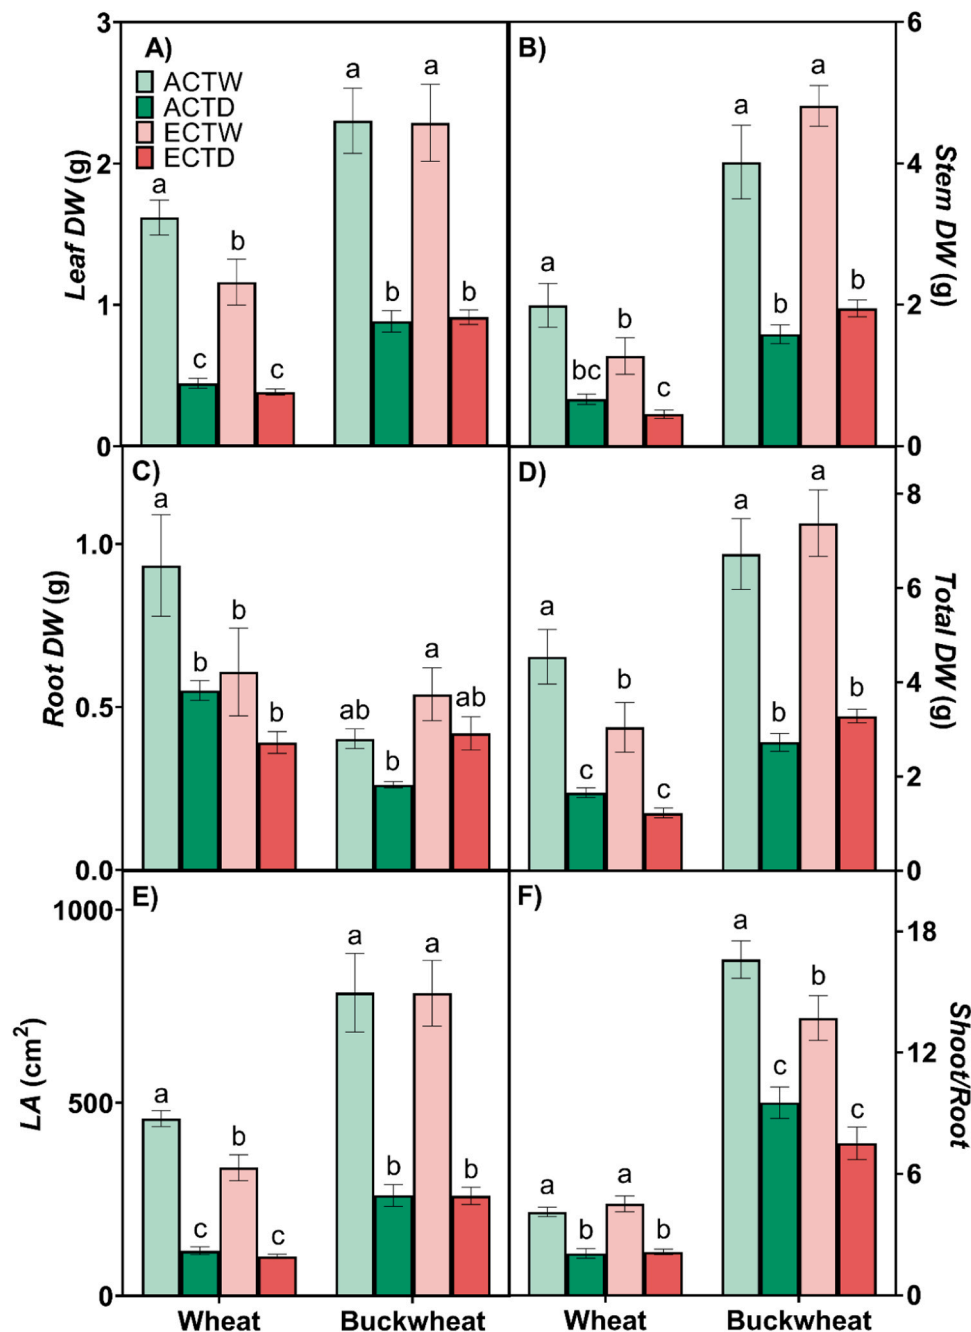 A)
ACTW
ACTD
ECTW
ECTD
Leaf DW (g)
3
2
1
0
a
c
b
c
a
b
a
b
B)
Stem DW (g)
6
4
2
0
a
bc
b
c
a
b
a
b
C)
Root DW (g)
1.0
0.5
0.0
a
b
b
b
ab
b
a
ab
D)
Total DW (g)
8
6
4
2
0
a
c
b
c
a
b
a
b
E)
LA (cm²)
1000
500
0
a
c
b
c
a
b
a
b
Wheat
Buckwheat
F)
Shoot/Root
18
12
6
0
a
b
a
b
a
c
b
c
Wheat
Buckwheat